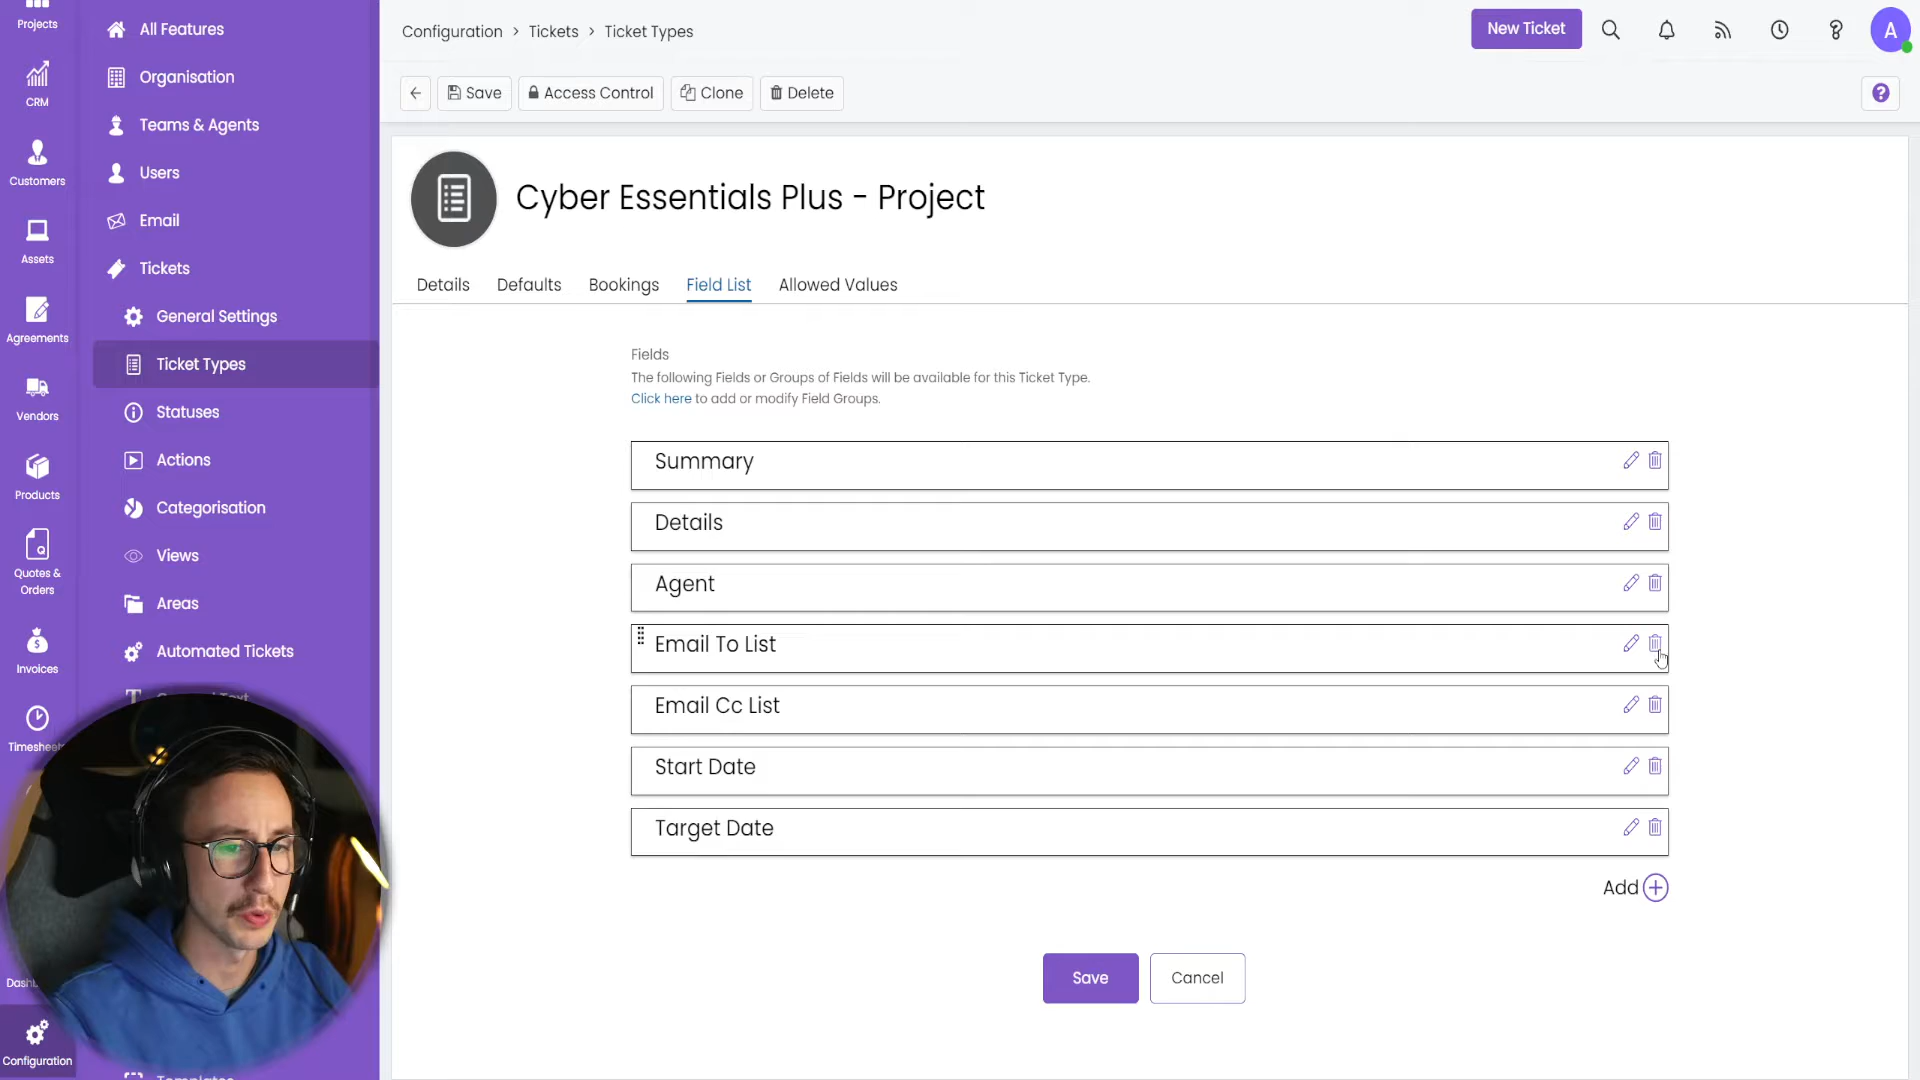 Projects
CRM
Customers
Assets
Agreements
Vendors
Products
Quotes &
Orders
Invoices
Configuration
All Features
Organisation
Teams & Agents
Users
Email
Tickets
General Settings
Ticket Types
Statuses
Actions
Categorisation
Views
Areas
Automated Tickets
Configuration > Tickets > Ticket Types
New Ticket
A
Save
Access Control
Clone
Delete
Cyber Essentials Plus - Project
Details
Defaults
Bookings
Field List
Allowed Values
Fields
The following Fields or Groups of Fields will be available for this Ticket Type.
Click here to add or modify Field Groups.
Summary
Details
Agent
Email To List
Email Cc List
Start Date
Target Date
Add
Save
Cancel